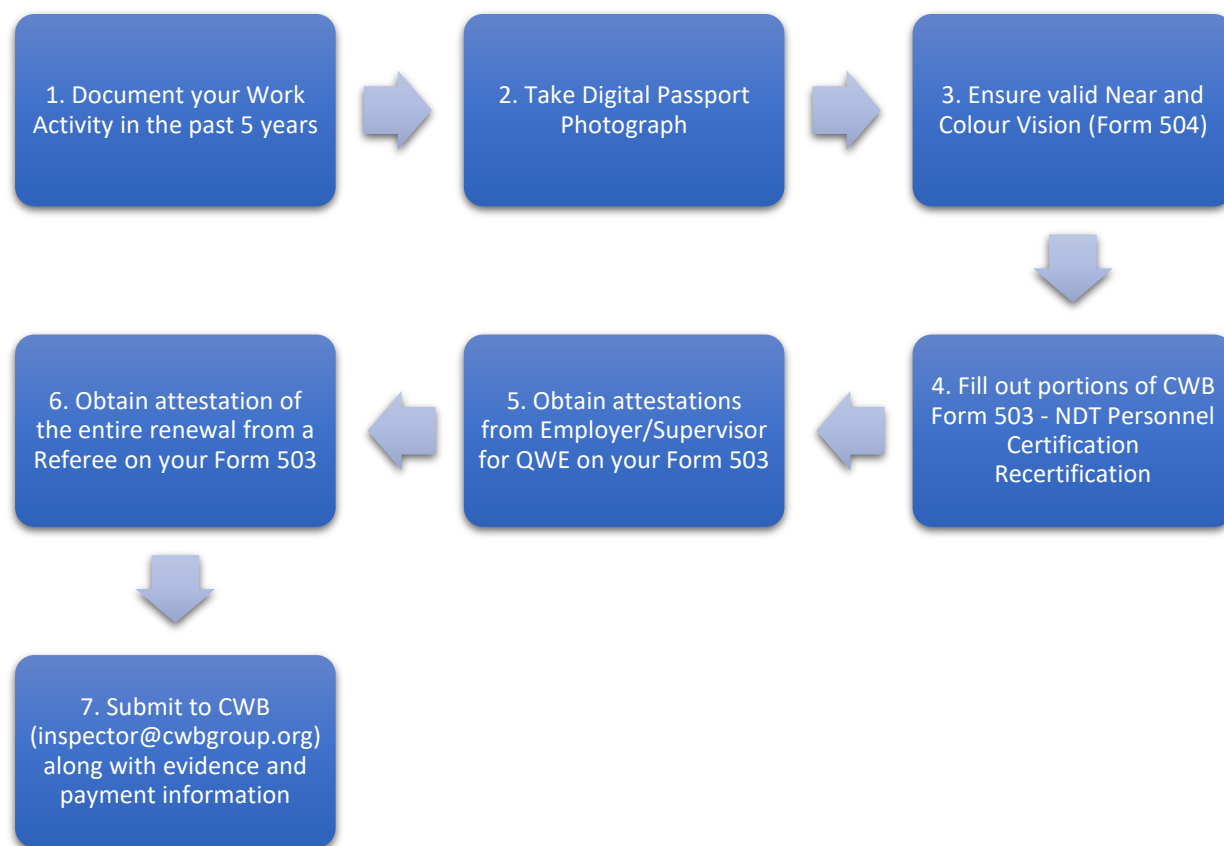 1. Document your Work
Activity in the past 5 years
2. Take Digital Passport
Photograph
3. Ensure valid Near and
Colour Vision (Form 504)
4. Fill out portions of CWB
Form 503 - NDT Personnel
Certification
Recertification
5. Obtain attestations
from Employer/Supervisor
for QWE on your Form 503
6. Obtain attestation of
the entire renewal from a
Referee on your Form 503
7. Submit to CWB
(inspector@cwbgroup.org)
along with evidence and
payment information